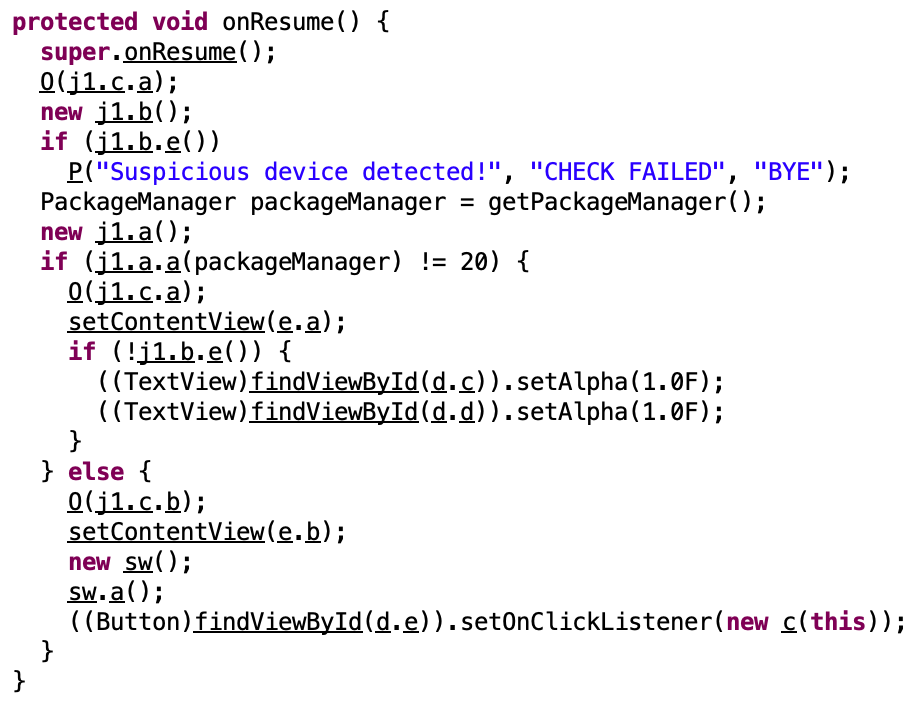 protected void onResume() {
super.onResume();
O(j1.c.a);
new j1.b();
if (j1.b.e())
P("Suspicious device detected!", "CHECK FAILED", "BYE");
PackageManager packageManager = getPackageManager();
new j1.a();
if (j1.a.a(packageManager) != 20) {
O(j1.c.a);
setContentView(e.a);
if (!j1.b.e()) {
((TextView)findViewById(d.c)).setAlpha(1.0F);
((TextView)findViewById(d.d)).setAlpha(1.0F);
}
} else {
O(j1.c.b);
setContentView(e.b);
new sw();
sw.a();
((Button)findViewById(d.e)).setOnClickListener(new c(this));
}
}